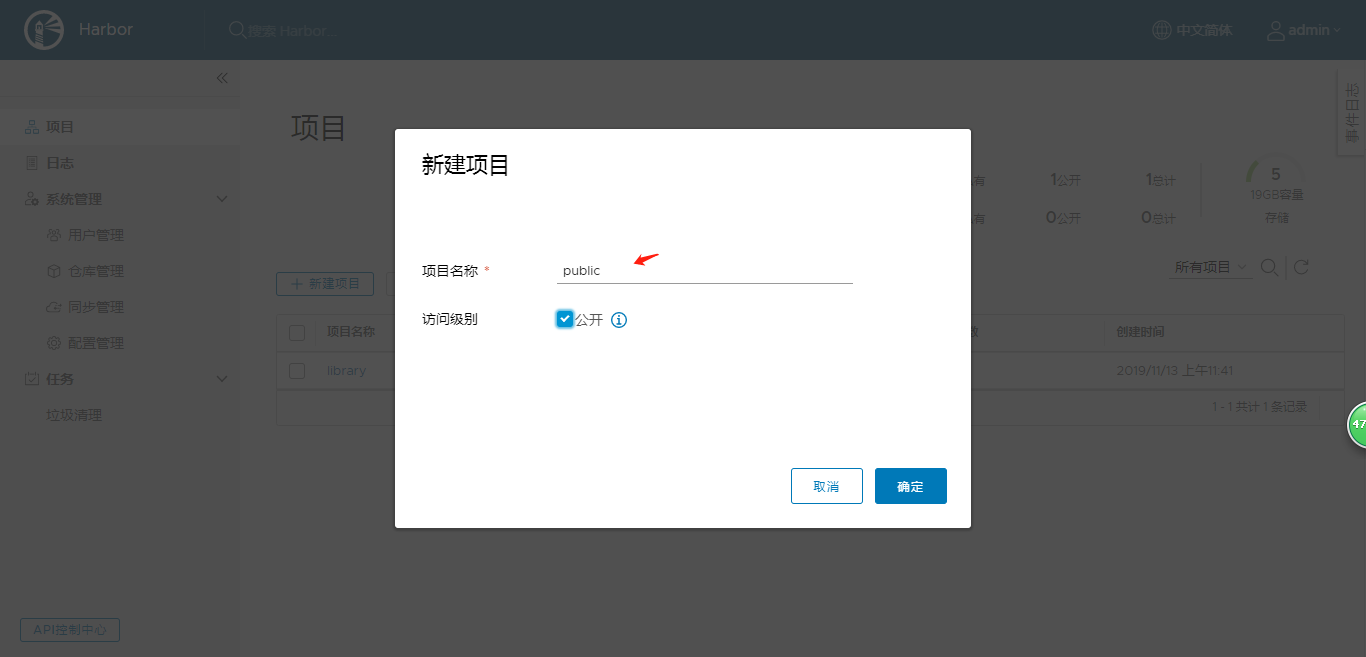 Harbor
搜索 Harbor...
中文简体
admin
项目
日志
系统管理
用户管理
仓库管理
同步管理
配置管理
任务
垃圾清理
API控制中心
项目
有
1公开
1总计
有
0公开
0总计
5
19GB容量
存储
事件日志
新建项目
所有项目
项目名称
数
创建时间
library
2019/11/13 上午11:41
1 - 1 共计 1 条记录
新建项目
项目名称 *
public
访问级别
公开
取消
确定
47